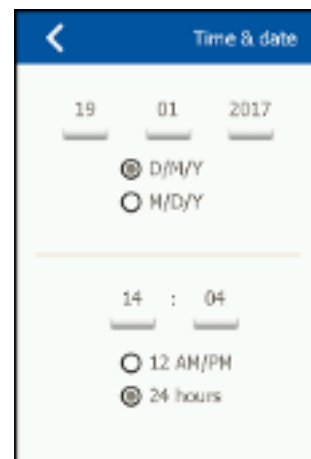 Time & date
19 01 2017
D/M/Y
M/D/Y
14 : 04
12 AM/PM
24 hours